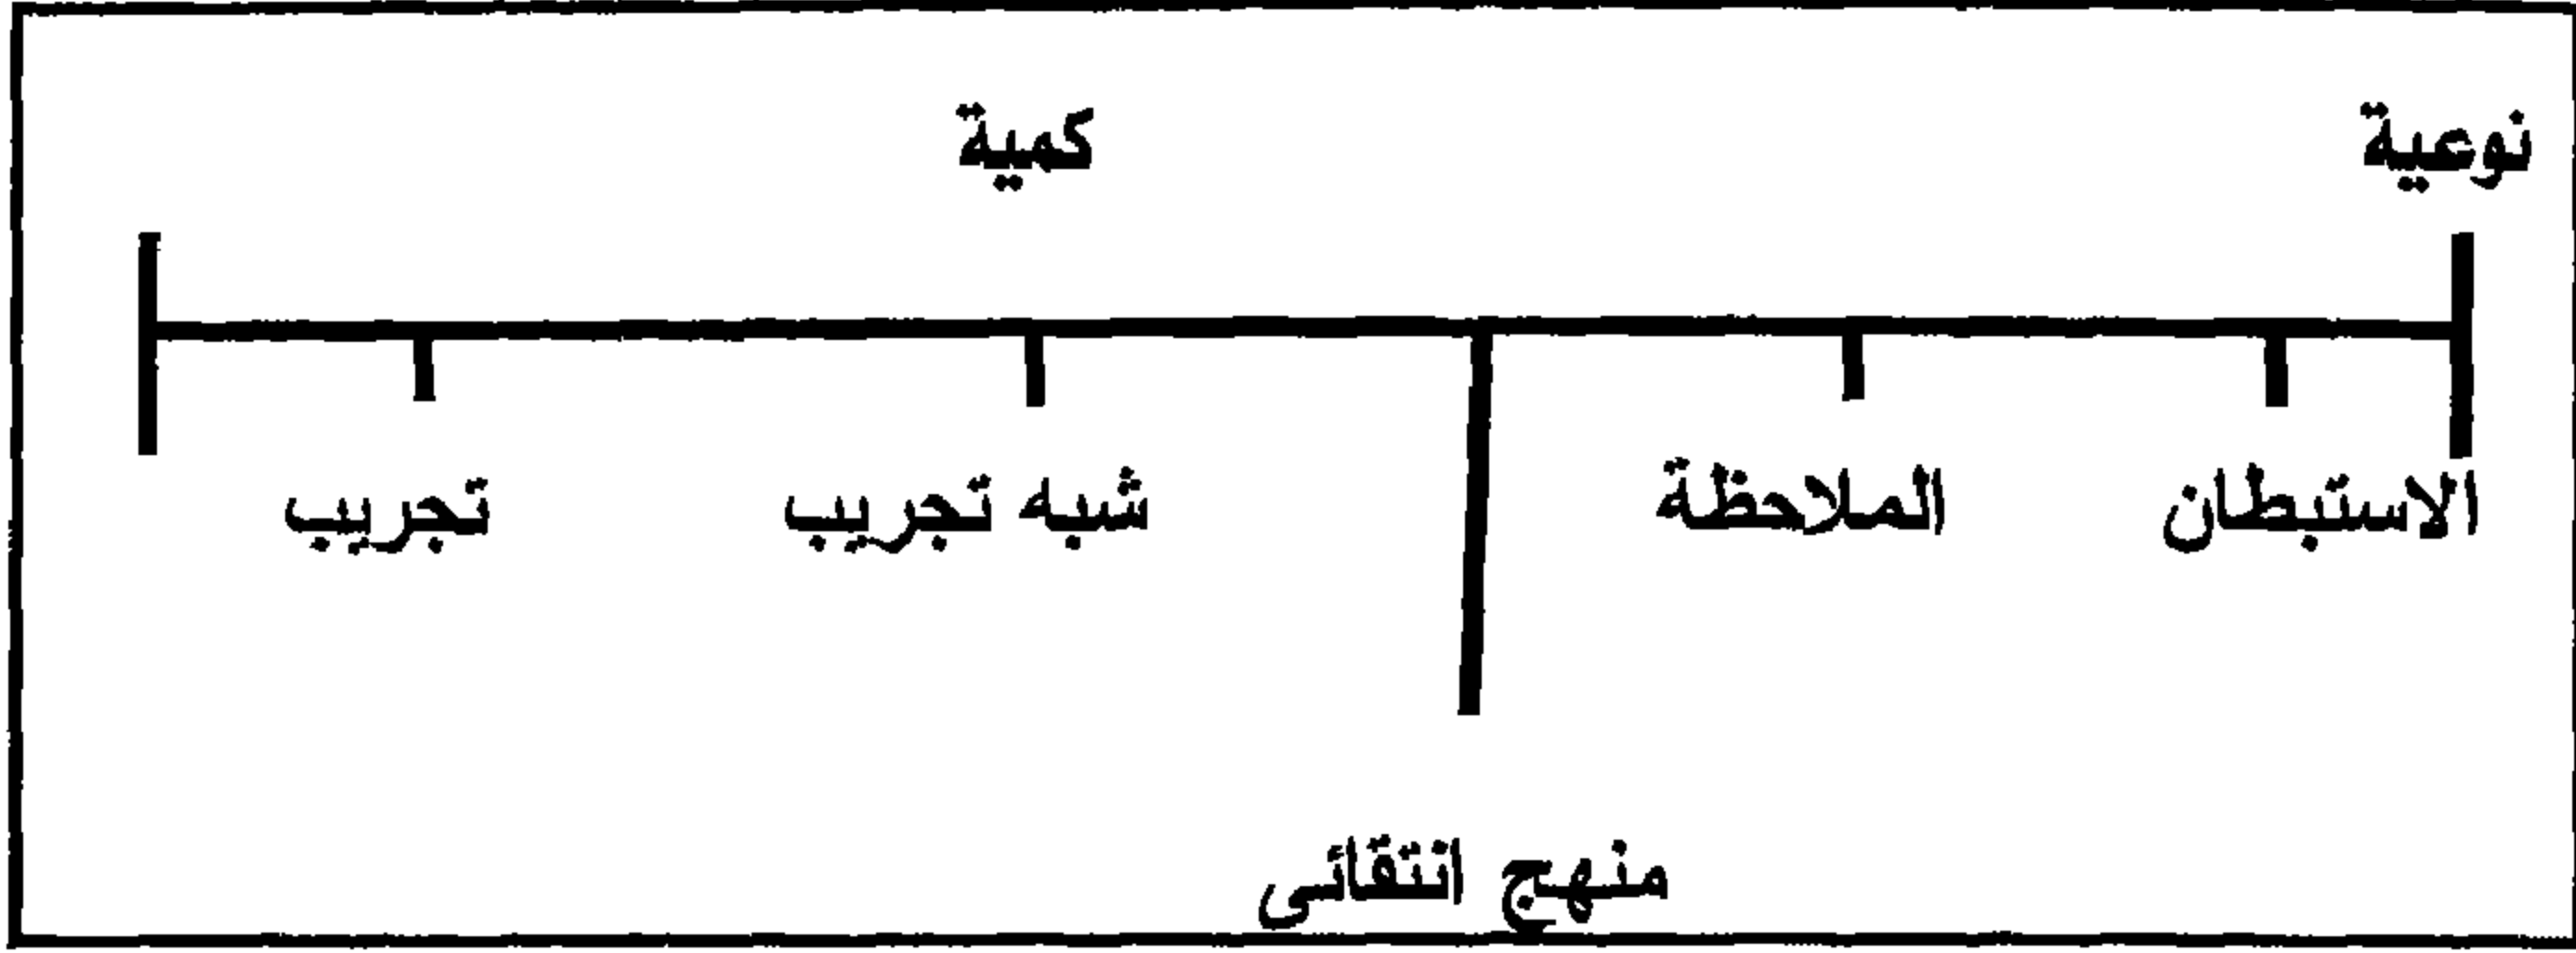 نوعية كمية
الاستبطان الملاحظة شبه تجريب تجريب
منهج انتقائى